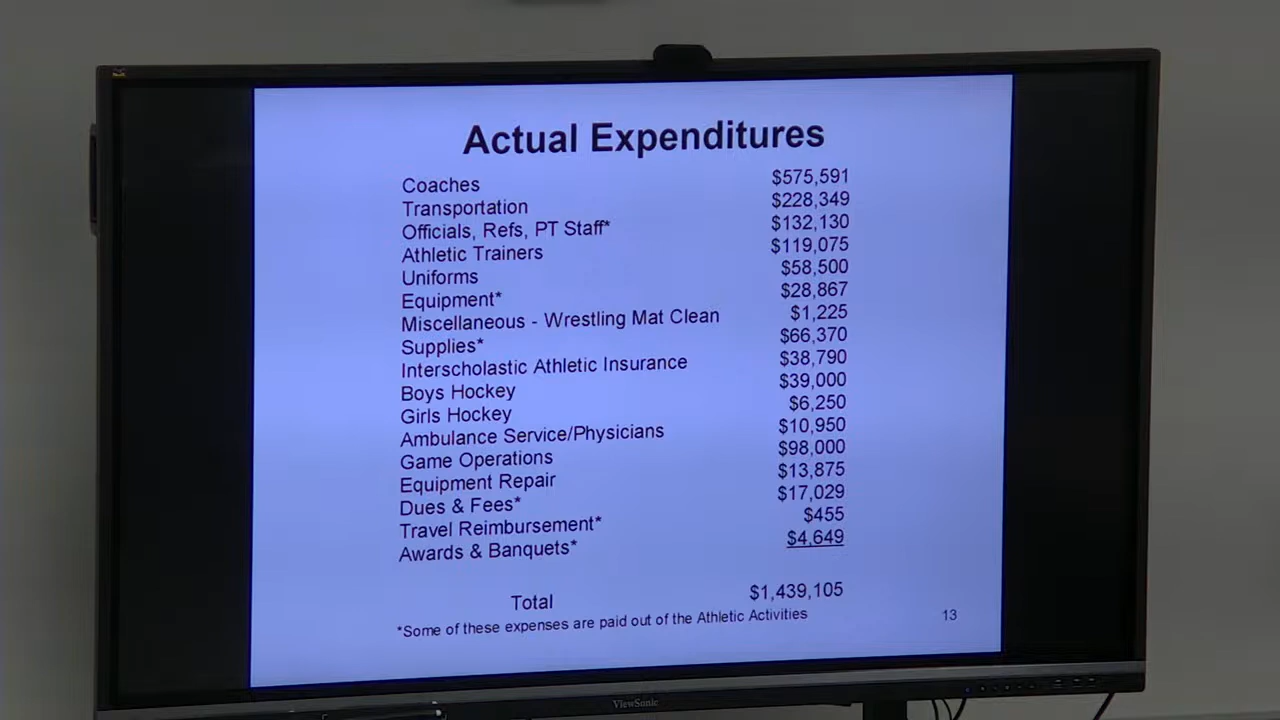 Actual Expenditures
Coaches $575,591
Transportation $228,349
Officials, Refs, PT Staff* $132,130
Athletic Trainers $119,075
Uniforms $58,500
Equipment* $28,867
Miscellaneous - Wrestling Mat Clean $1,225
Supplies* $66,370
Interscholastic Athletic Insurance $38,790
Boys Hockey $39,000
Girls Hockey $6,250
Ambulance Service/Physicians $10,950
Game Operations $98,000
Equipment Repair $13,875
Dues & Fees* $17,029
Travel Reimbursement* $455
Awards & Banquets* $4,649
Total $1,439,105
*Some of these expenses are paid out of the Athletic Activities
13
ViewSonic